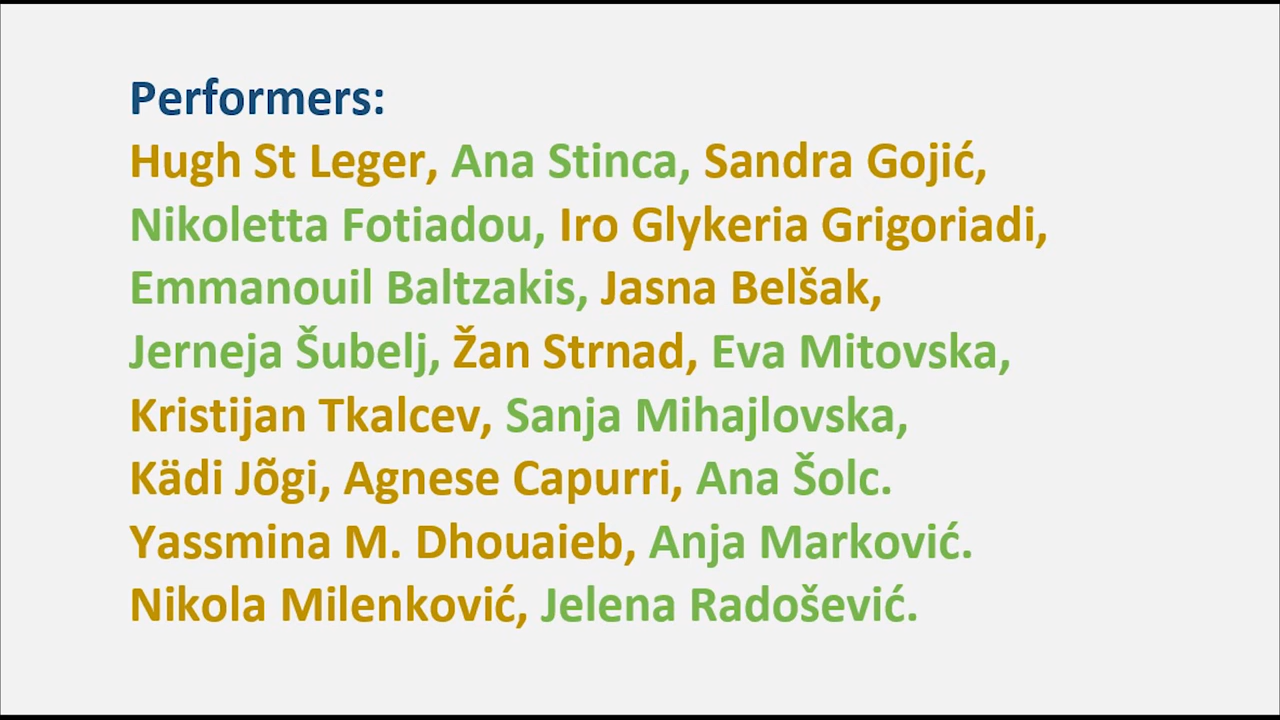 Performers:
Hugh St Leger, Ana Stinca, Sandra Gojić,
Nikoletta Fotiadou, Iro Glykeria Grigoriadi,
Emmanouil Baltzakis, Jasna Belšak,
Jerneja Šubelj, Žan Strnad, Eva Mitovska,
Kristijan Tkalcev, Sanja Mihajlovska,
Kädi Jõgi, Agnese Capurri, Ana Šolc.
Yassmina M. Dhouaieb, Anja Marković.
Nikola Milenković, Jelena Radošević.